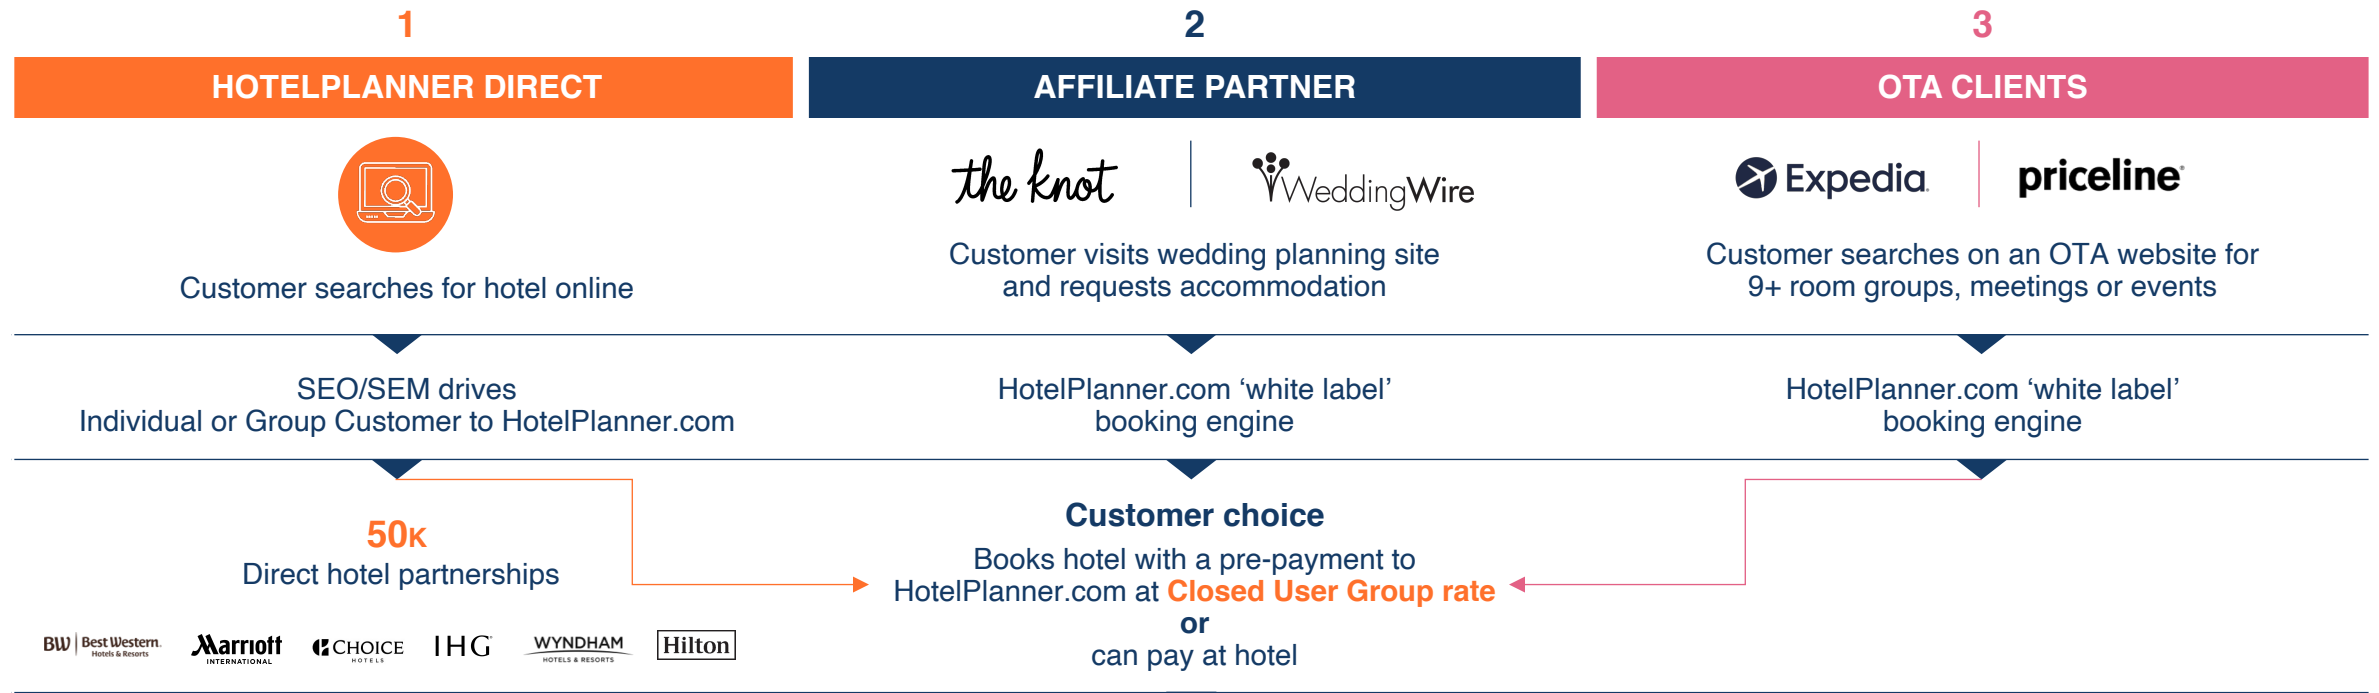 1
HOTELPLANNER DIRECT
Customer searches for hotel online
SEO/SEM drives
Individual or Group Customer to HotelPlanner.com
50K
Direct hotel partnerships
BW Best Western.
Hotels & Resorts
Marriott
INTERNATIONAL
CHOICE
HOTELS
IHG
WYNDHAM
HOTELS & RESORTS
Hilton
2
AFFILIATE PARTNER
the knot
WeddingWire
Customer visits wedding planning site
and requests accommodation
HotelPlanner.com ‘white label’
booking engine
Customer choice
Books hotel with a pre-payment to
HotelPlanner.com at Closed User Group rate
or
can pay at hotel
3
OTA CLIENTS
Expedia
priceline
Customer searches on an OTA website for
9+ room groups, meetings or events
HotelPlanner.com ‘white label’
booking engine